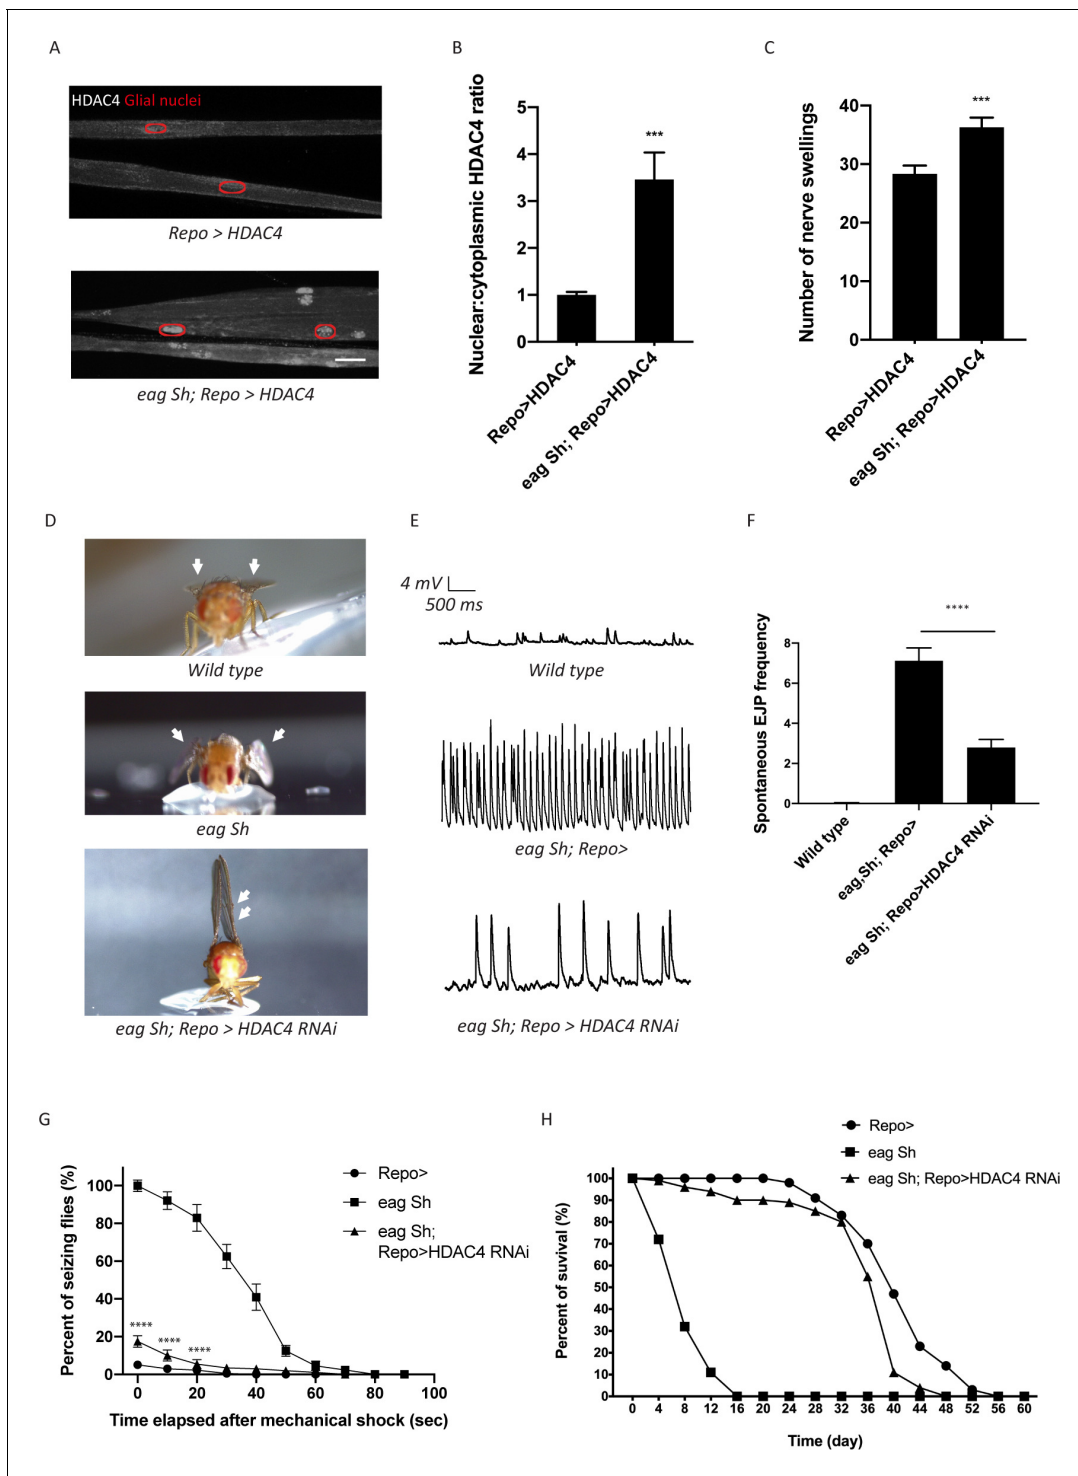 A
HDAC4 Glial nuclei
Repo > HDAC4
eag Sh; Repo > HDAC4
B
Nuclear:cytoplasmic HDAC4 ratio
5
4
3
2
1
0
***
Repo>HDAC4
eag Sh; Repo>HDAC4
C
Number of nerve swellings
40
30
20
10
0
***
Repo>HDAC4
eag Sh; Repo>HDAC4
D
Wild type
eag Sh
eag Sh; Repo > HDAC4 RNAi
E
4 mV
500 ms
Wild type
eag Sh; Repo>
eag Sh; Repo > HDAC4 RNAi
F
Spontaneous EJP frequency
8
6
4
2
0
****
Wild type
eag,Sh; Repo>
eag Sh; Repo>HDAC4 RNAi
G
Percent of seizing flies (%)
100
80
60
40
20
0
****
****
****
0 20 40 60 80 100
Time elapsed after mechanical shock (sec)
Repo>
eag Sh
eag Sh;
Repo>HDAC4 RNAi
H
Repo>
eag Sh
eag Sh; Repo>HDAC4 RNAi
Percent of suvival (%)
100
90
80
70
60
50
40
30
20
10
0
0 4 8 12 16 20 24 28 32 36 40 44 48 52 56 60
Time (day)